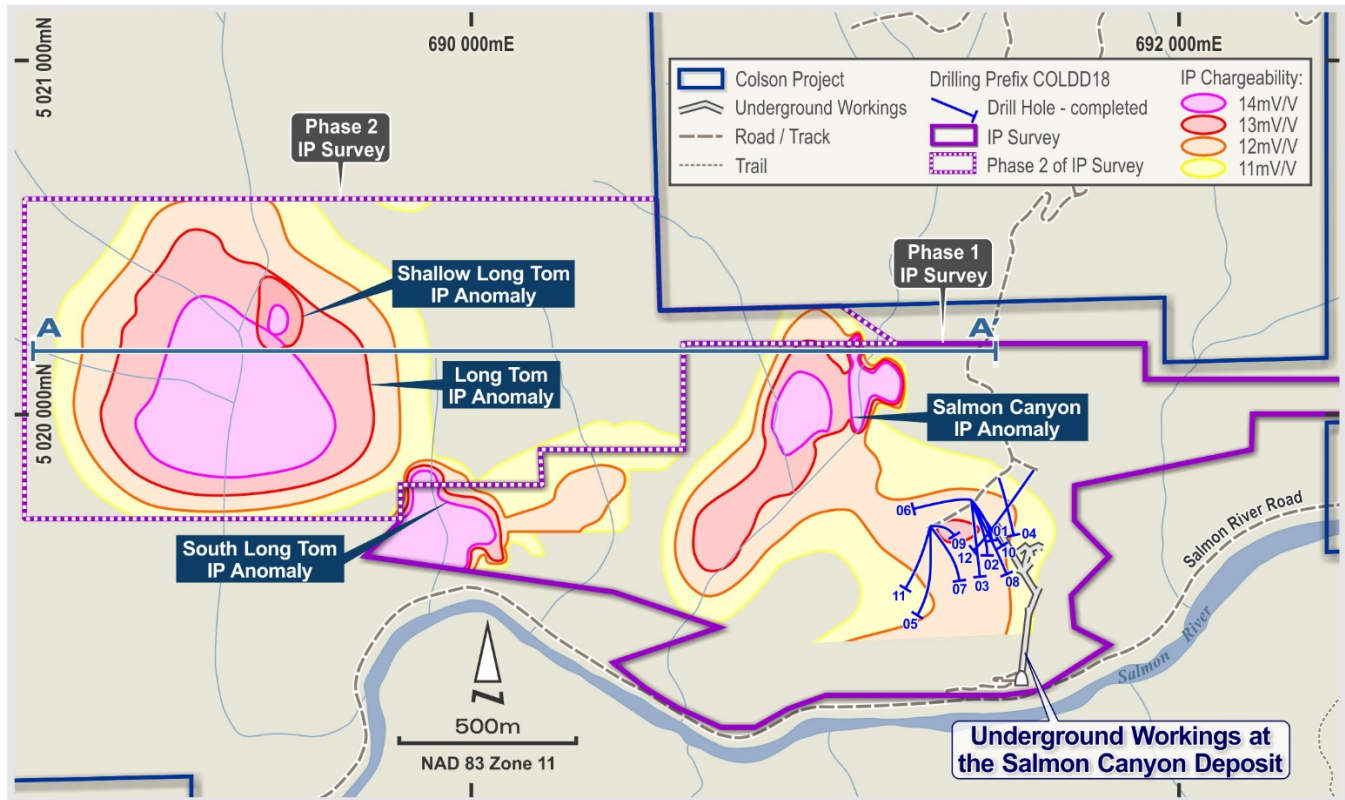 690 000mE
692 000mE
5 021 000mN
5 020 000mN
Colson Project
Underground Workings
Road / Track
Trail
Drilling Prefix COLDD18
Drill Hole - completed
IP Survey
Phase 2 of IP Survey
IP Chargeability:
14mV/V
13mV/V
12mV/V
11mV/V
Phase 2
IP Survey
Phase 1
IP Survey
Shallow Long Tom
IP Anomaly
A
A'
Long Tom
IP Anomaly
Salmon Canyon
IP Anomaly
South Long Tom
IP Anomaly
06
09
12
01
04
10
02
03
08
07
11
05
Salmon River Road
Salmon River
N
500m
NAD 83 Zone 11
Underground Workings at
the Salmon Canyon Deposit